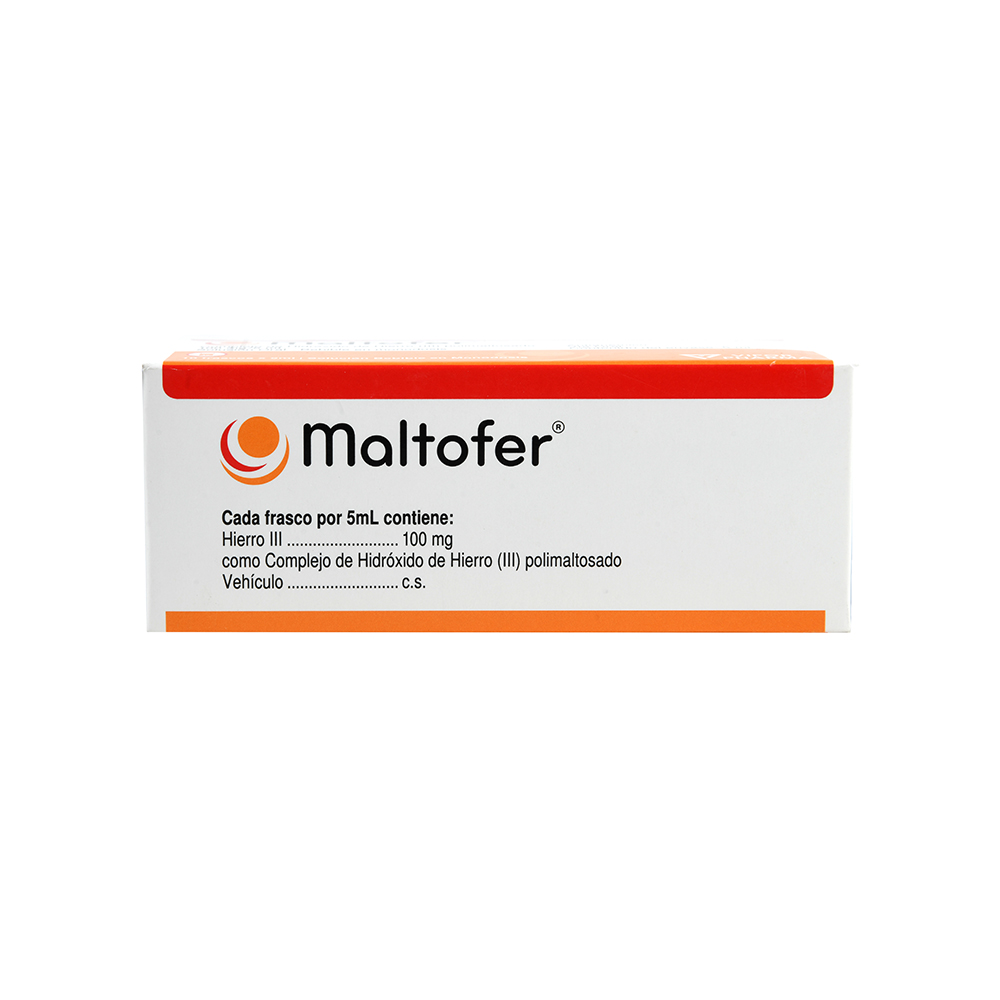 Maltofer
Maltofer®
Cada frasco por 5mL contiene:
Hierro III .......................... 100 mg
como Complejo de Hidróxido de Hierro (III) polimaltosado
Vehículo .......................... c.s.